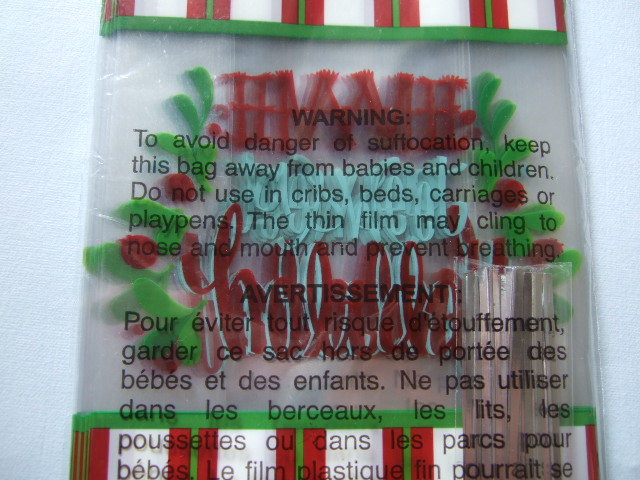 WARNING:
To avoid danger of suffocation, keep
this bag away from babies and children.
Do not use in cribs, beds, carriages or
playpens. The thin film may cling to
nose and mouth and prevent breathing.
AVERTISSEMENT:
Pour éviter tout risque d'étouffement,
garder ce sac hors de portée des
bébés et des enfants. Ne pas utiliser
dans les berceaux, les lits, les
poussettes ou dans les parcs pour
bébés. Le film plastique fin pourrait se